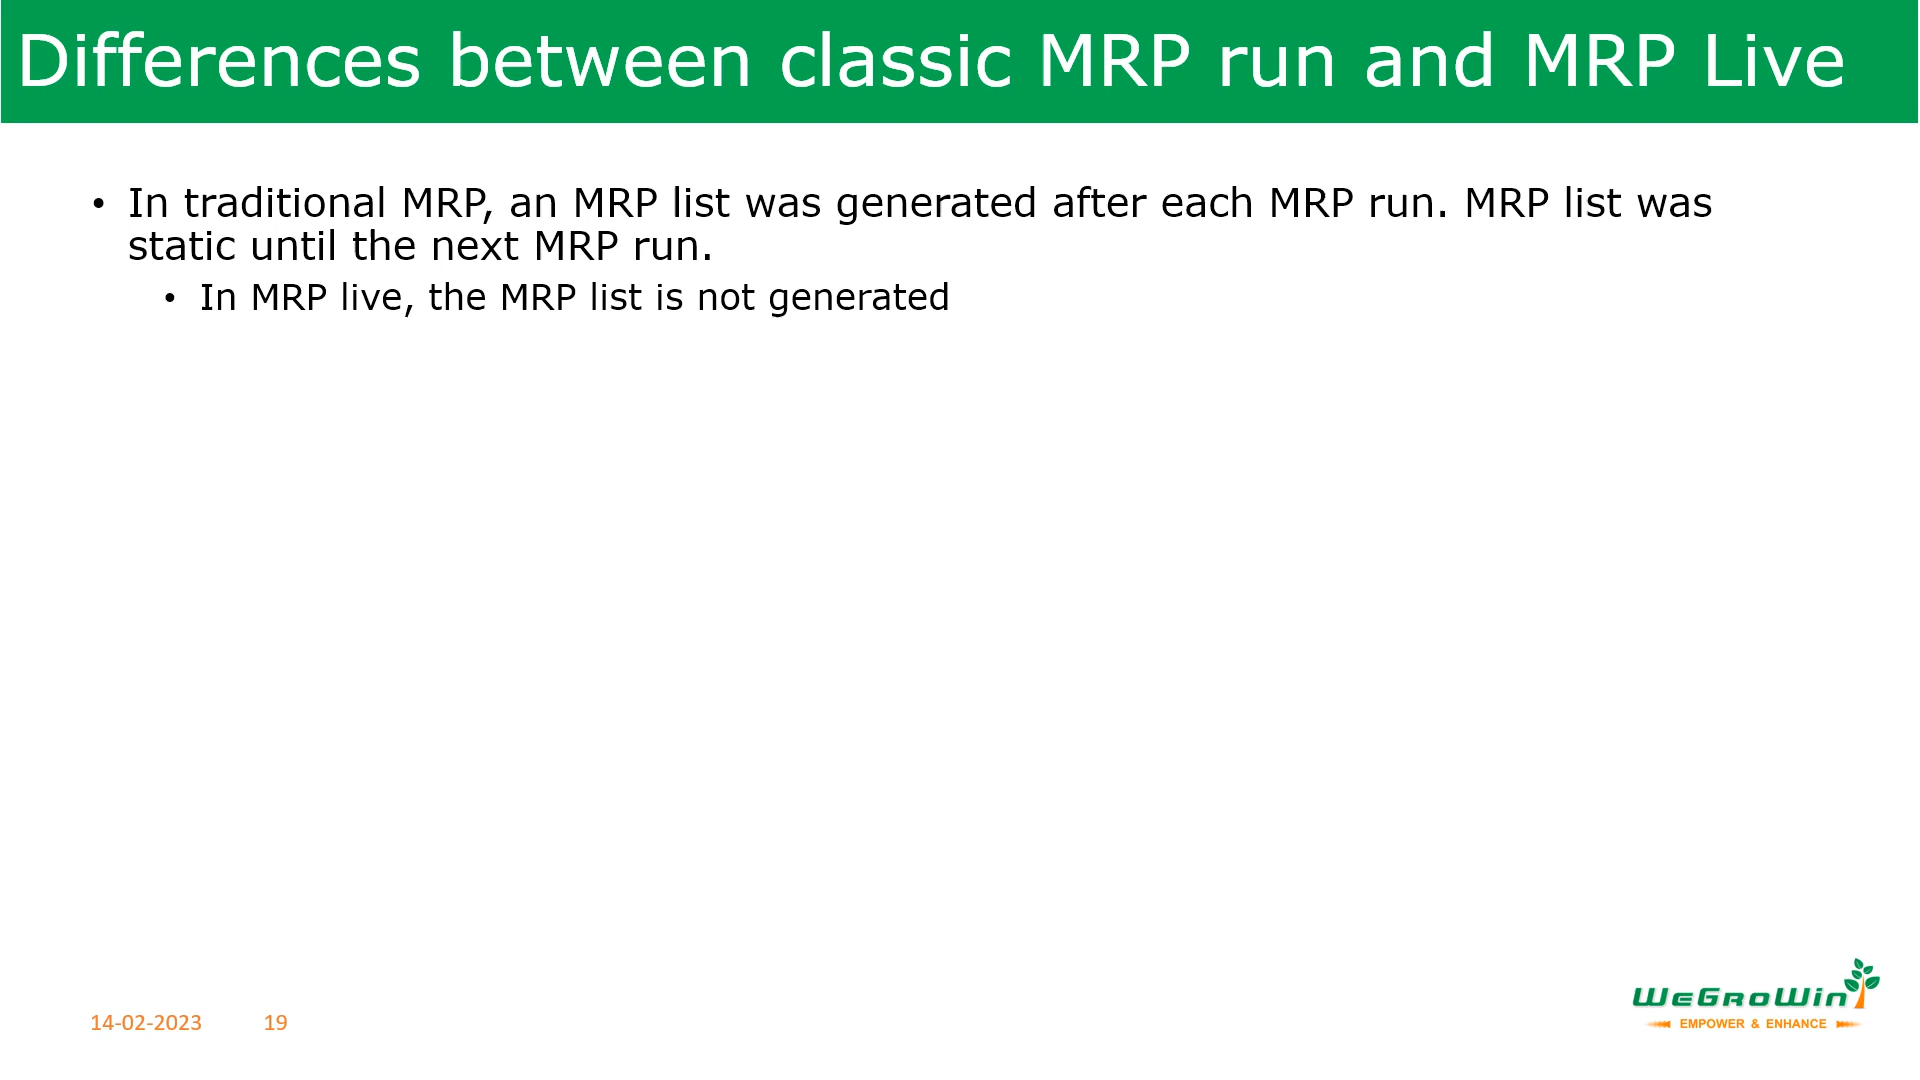 Differences between classic MRP run and MRP Live
• In traditional MRP, an MRP list was generated after each MRP run. MRP list was
static until the next MRP run.
• In MRP live, the MRP list is not generated
14-02-2023 19
WeGroWin
EMPOWER & ENHANCE